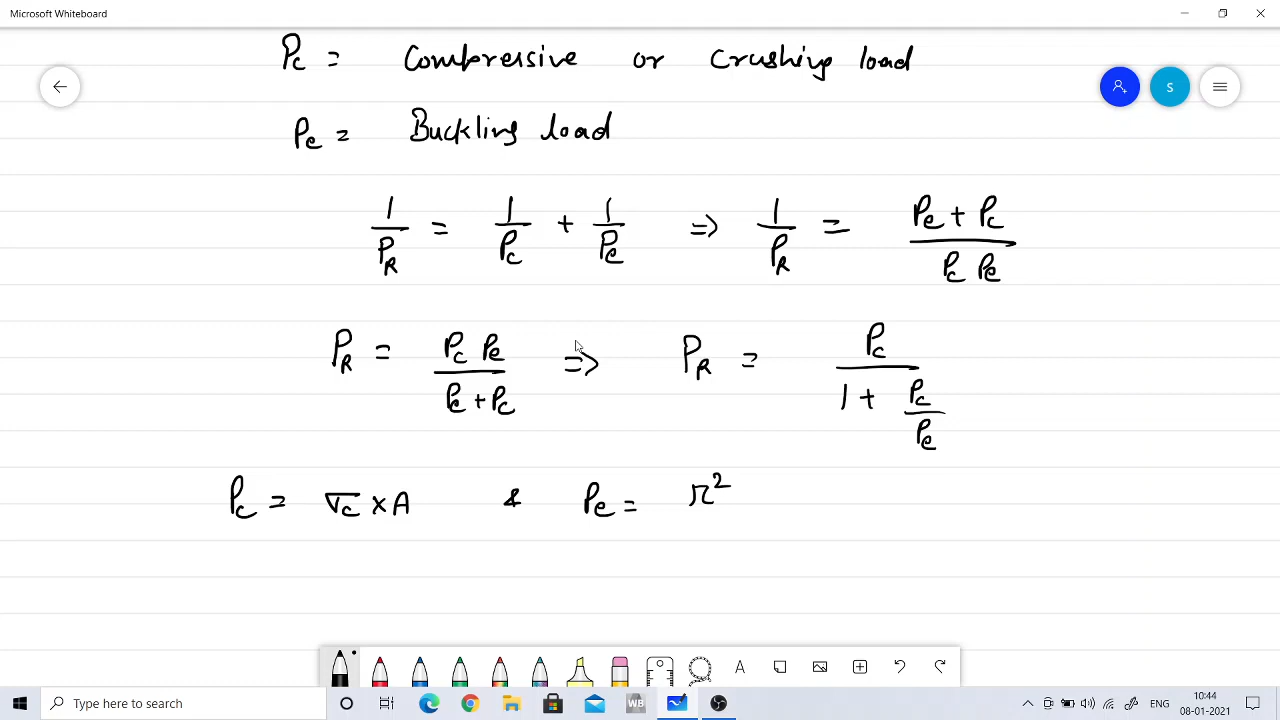 Microsoft Whiteboard
Pc = Compressive or Crushing load
S
Pe = Buckling load
1/PR = 1/Pc + 1/Pe => 1/PR = (Pe + Pc)/(Pc Pe)
PR = (Pc Pe)/(Pe + Pc) => PR = Pc/(1 + Pc/Pe)
Pc = σc × A & Pe = π²
A
Type here to search
WB
ENG
10:44
08-01-2021